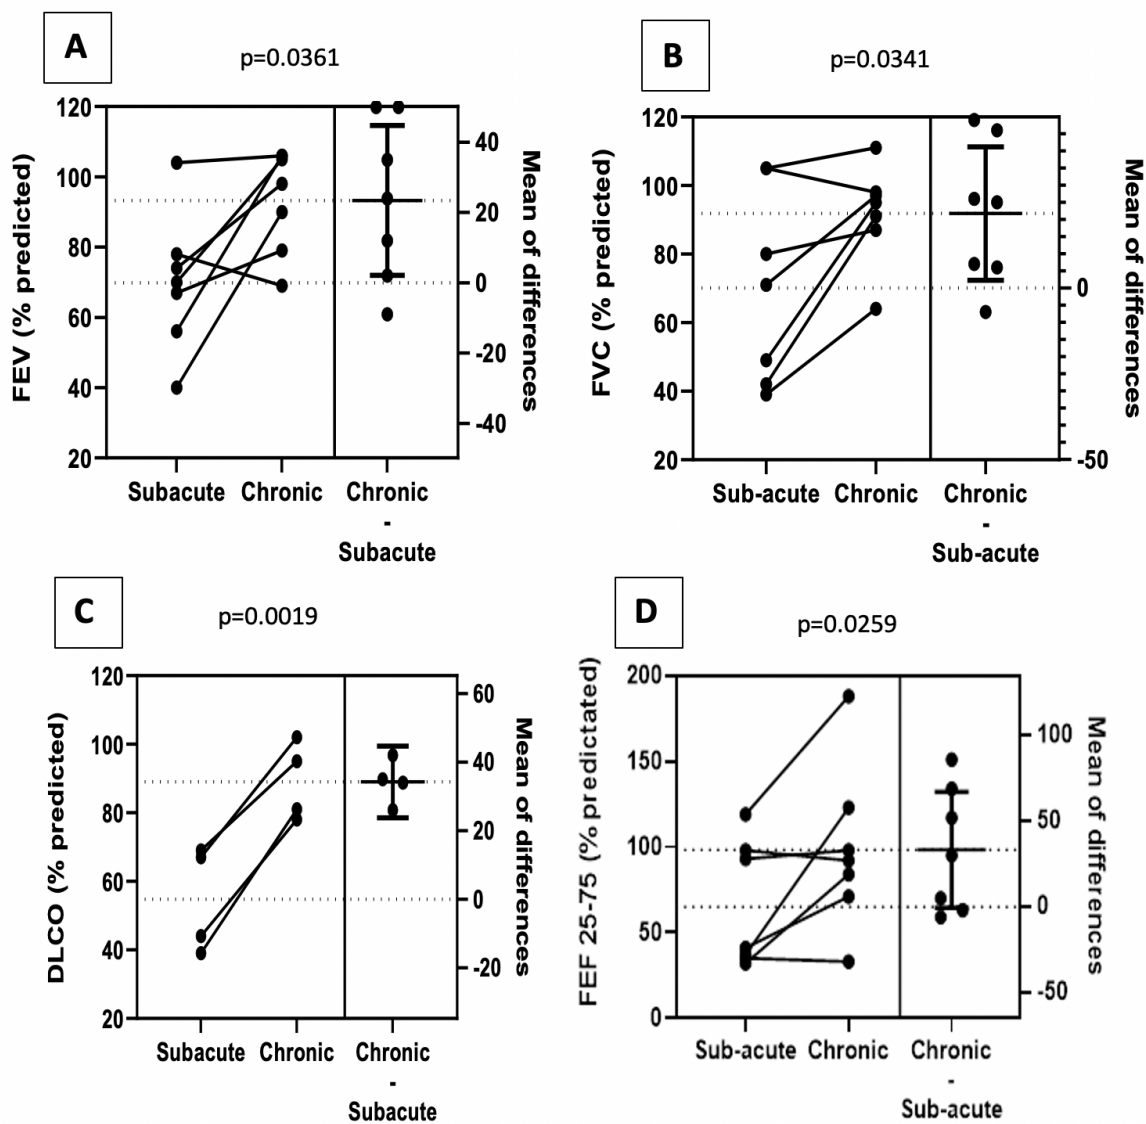 A
p=0.0361
FEV (% predicted)
120
100
80
60
40
20
40
20
0
-20
-40
Mean of differences
Subacute
Chronic
Chronic
-
Subacute
B
p=0.0341
FVC (% predicted)
120
100
80
60
40
20
0
-50
Mean of differences
Sub-acute
Chronic
Chronic
-
Sub-acute
C
p=0.0019
DLCO (% predicted)
120
100
80
60
40
20
60
40
20
0
-20
Mean of differences
Subacute
Chronic
Chronic
-
Subacute
D
p=0.0259
FEF 25-75 (% predictated)
200
150
100
50
0
100
50
0
-50
Mean of differences
Sub-acute
Chronic
Chronic
-
Sub-acute